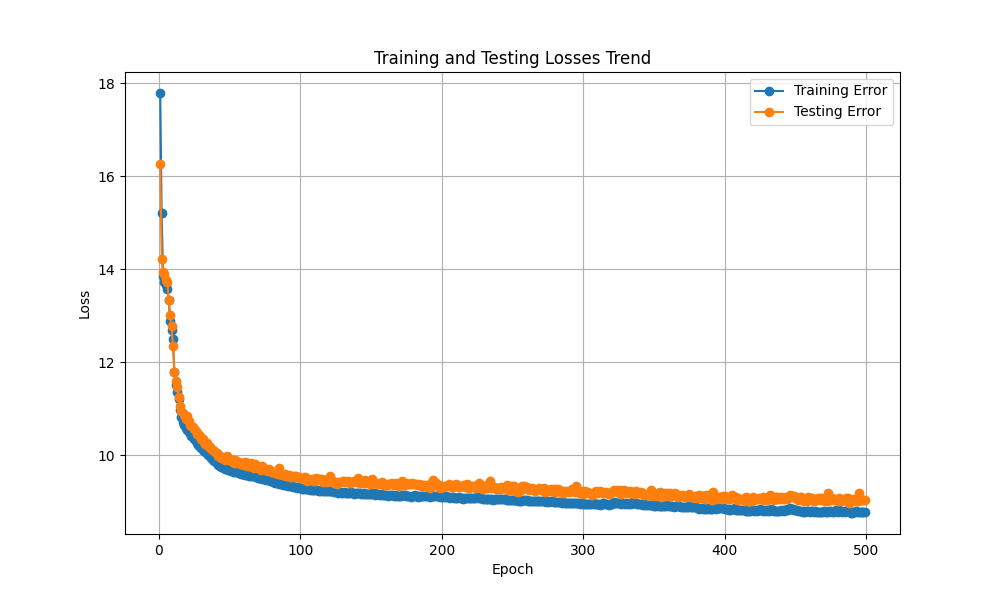 Training and Testing Losses Trend
Training Error
Testing Error
18
16
14
12
10
Loss
0
100
200
300
400
500
Epoch